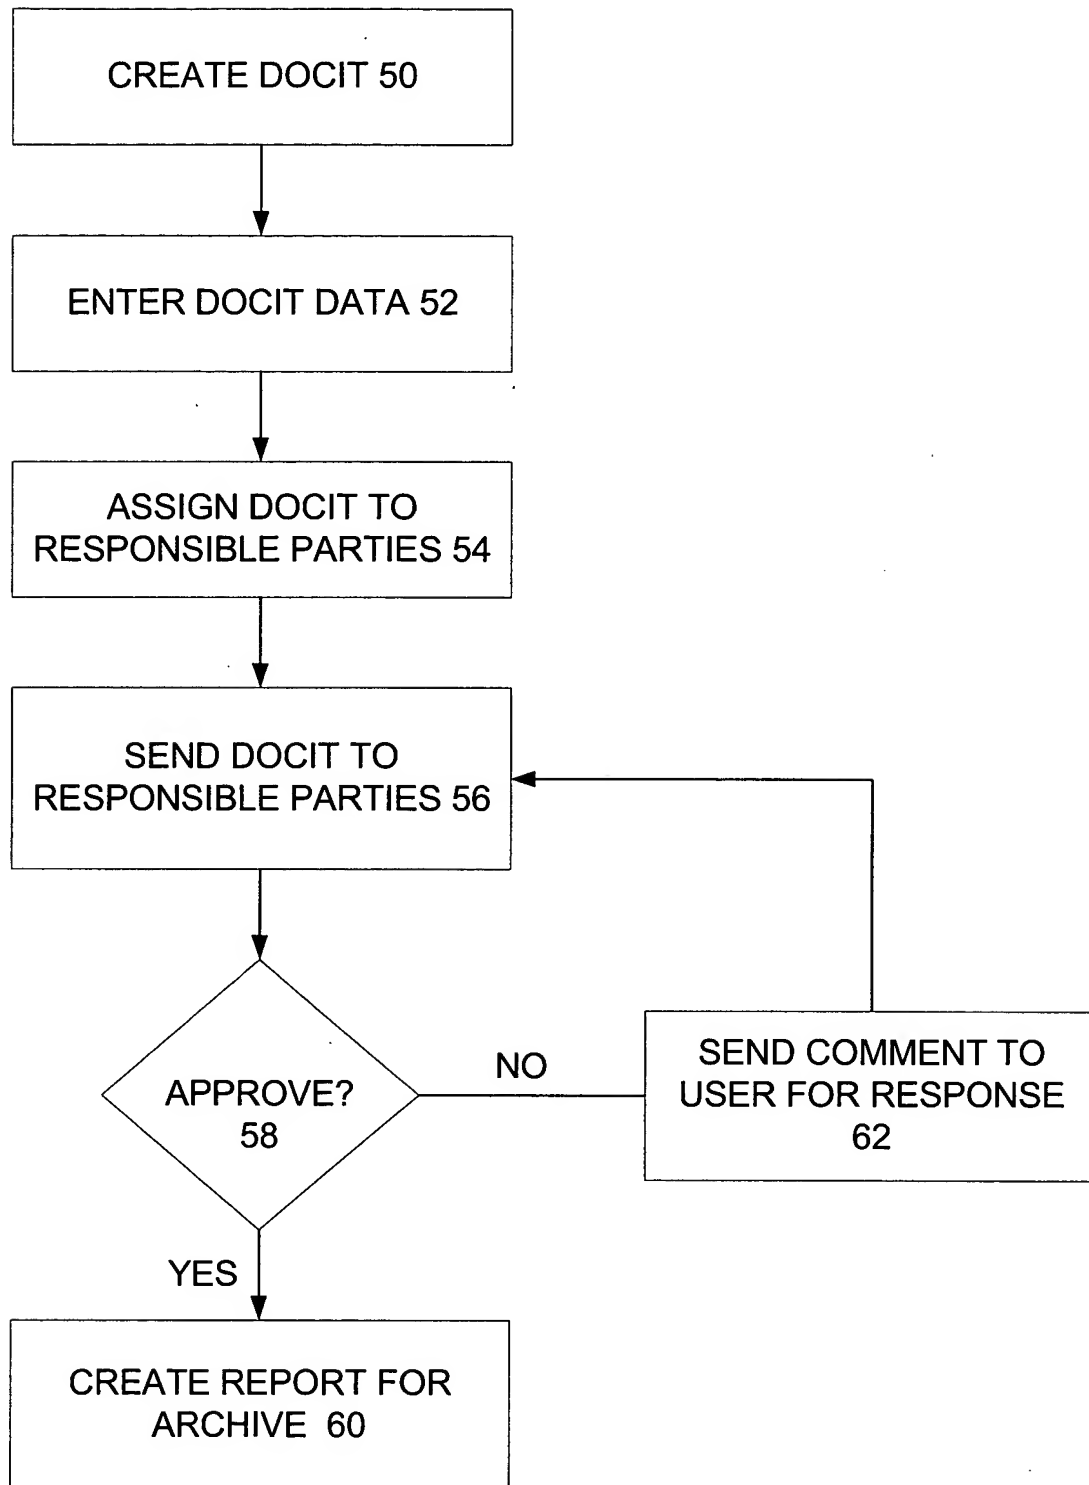 CREATE DOCIT 50
ENTER DOCIT DATA 52
ASSIGN DOCIT TO
RESPONSIBLE PARTIES 54
SEND DOCIT TO
RESPONSIBLE PARTIES 56
APPROVE?
58
NO
SEND COMMENT TO
USER FOR RESPONSE
62
YES
CREATE REPORT FOR
ARCHIVE 60